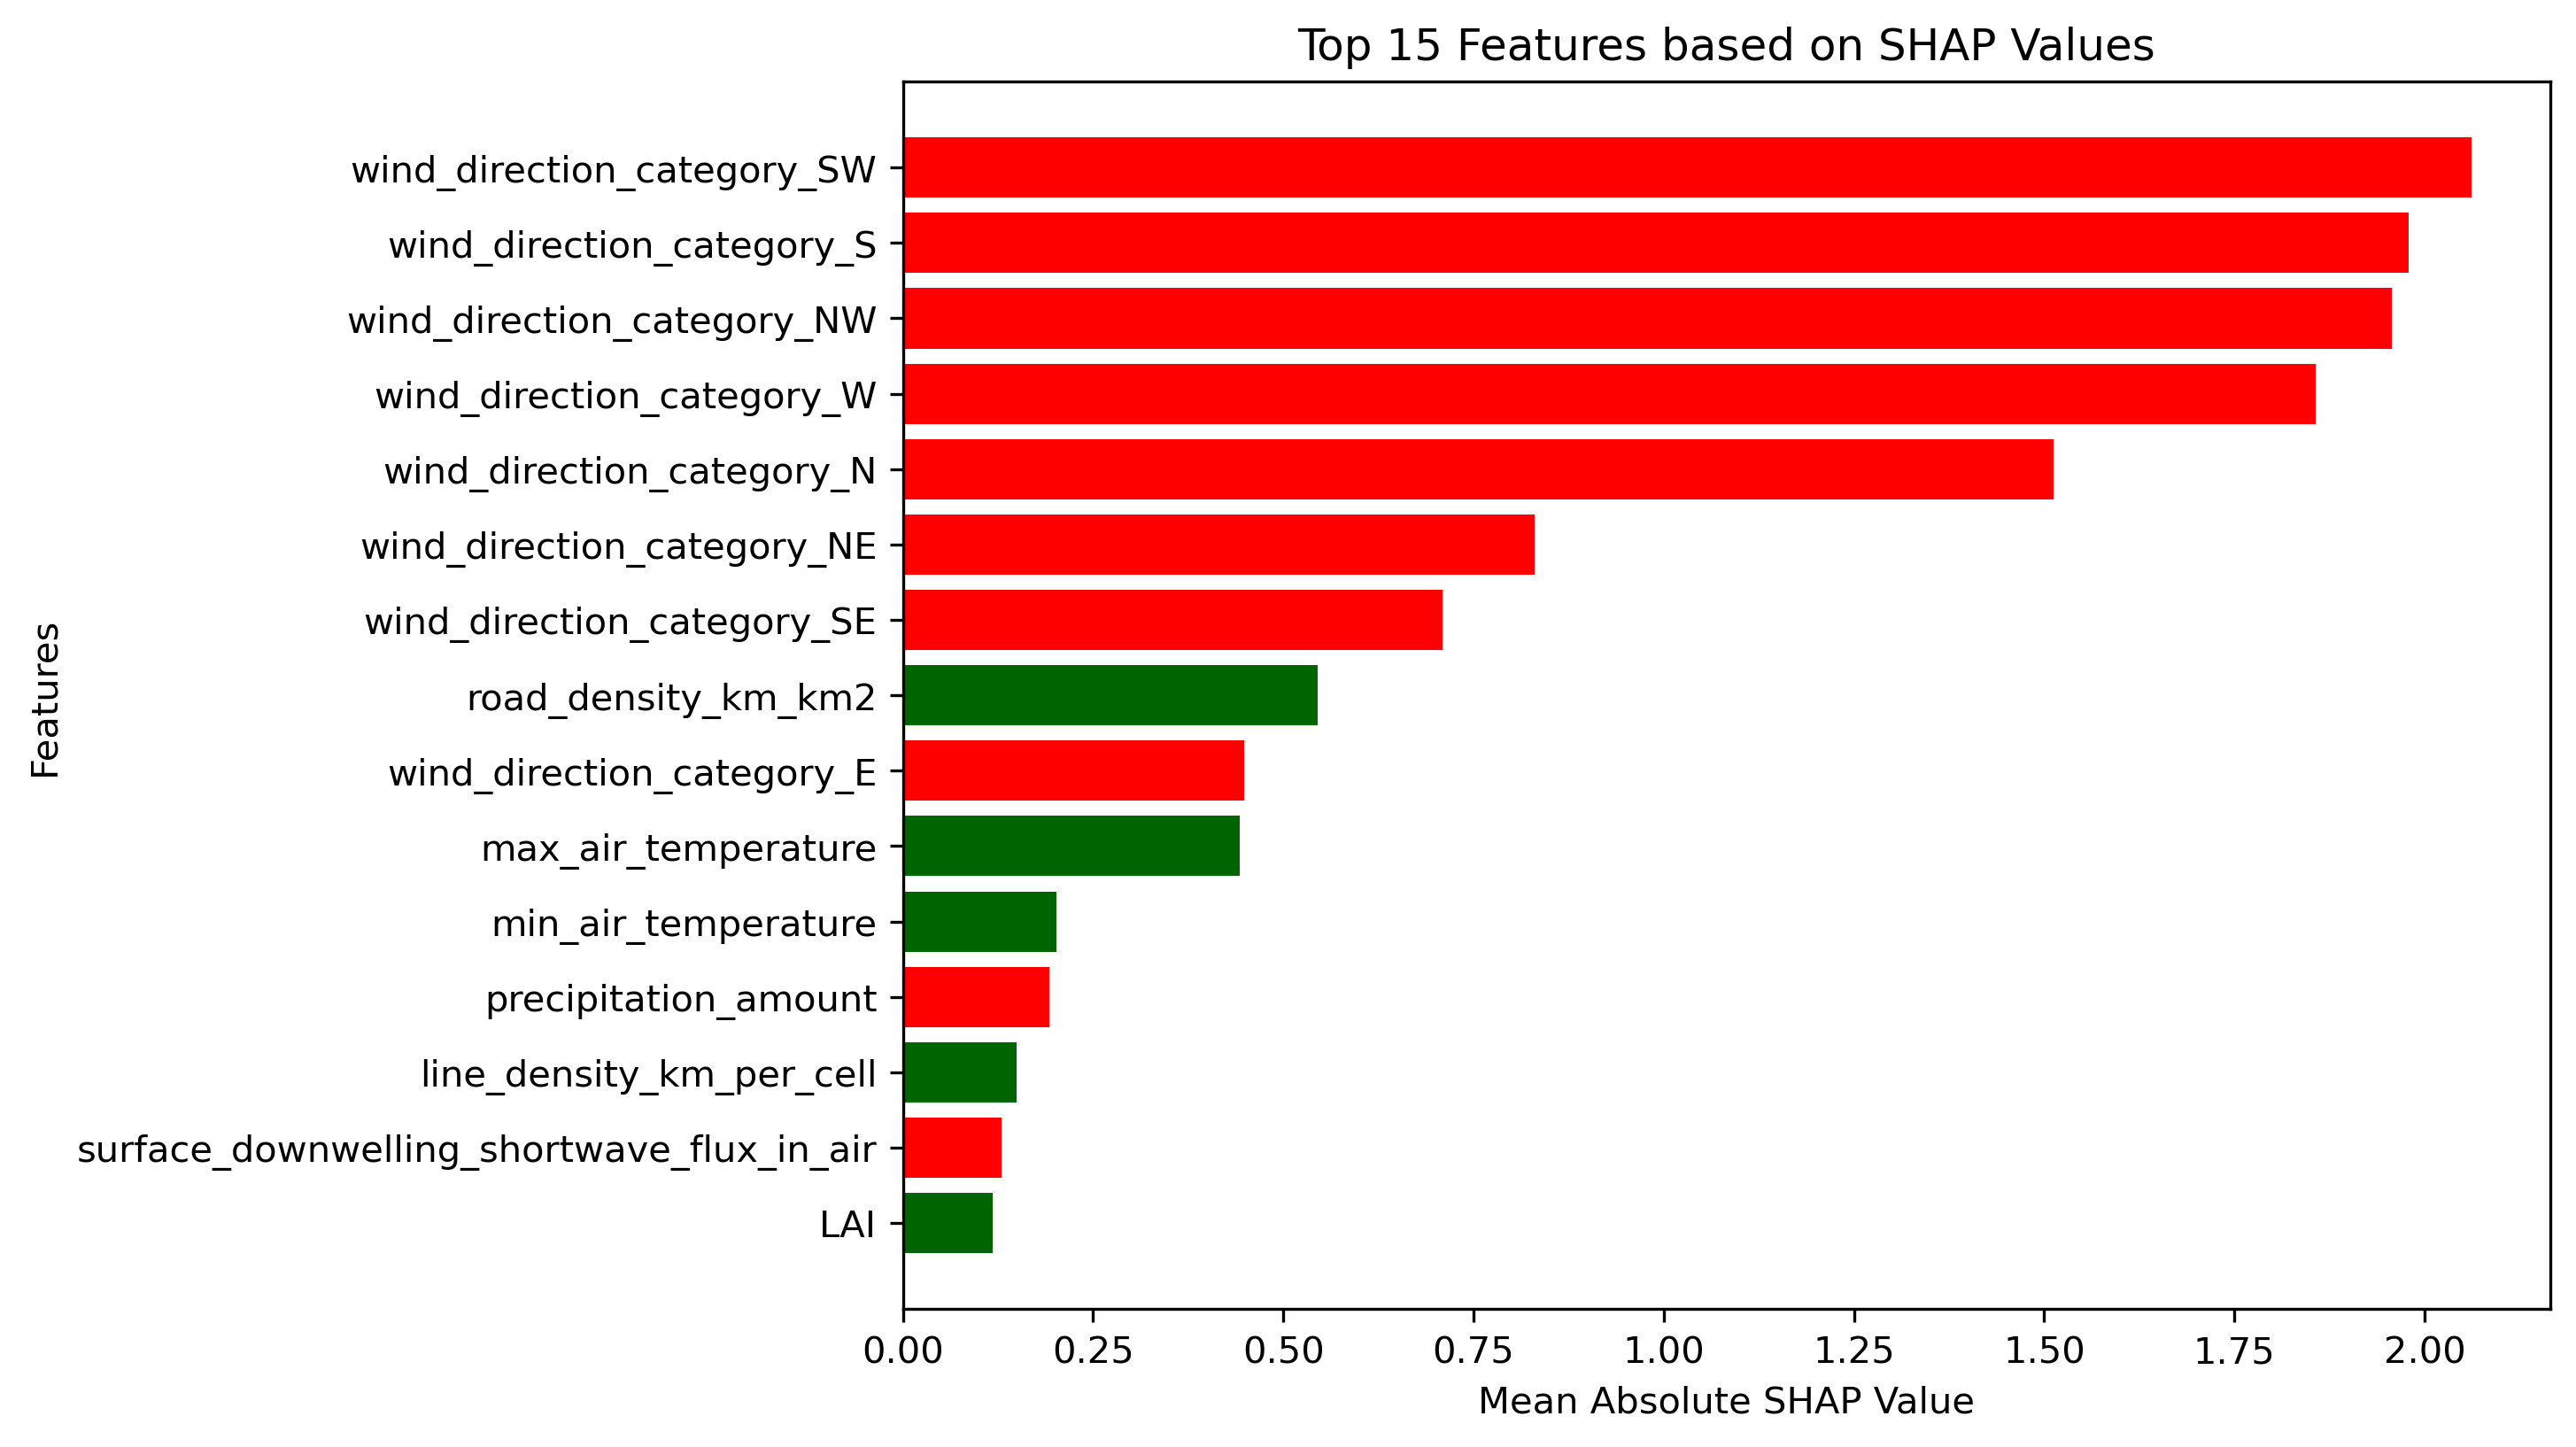 Top 15 Features based on SHAP Values
Features
wind_direction_category_SW
wind_direction_category_S
wind_direction_category_NW
wind_direction_category_W
wind_direction_category_N
wind_direction_category_NE
wind_direction_category_SE
road_density_km_km2
wind_direction_category_E
max_air_temperature
min_air_temperature
precipitation_amount
line_density_km_per_cell
surface_downwelling_shortwave_flux_in_air
LAI
0.00 0.25 0.50 0.75 1.00 1.25 1.50 1.75 2.00
Mean Absolute SHAP Value